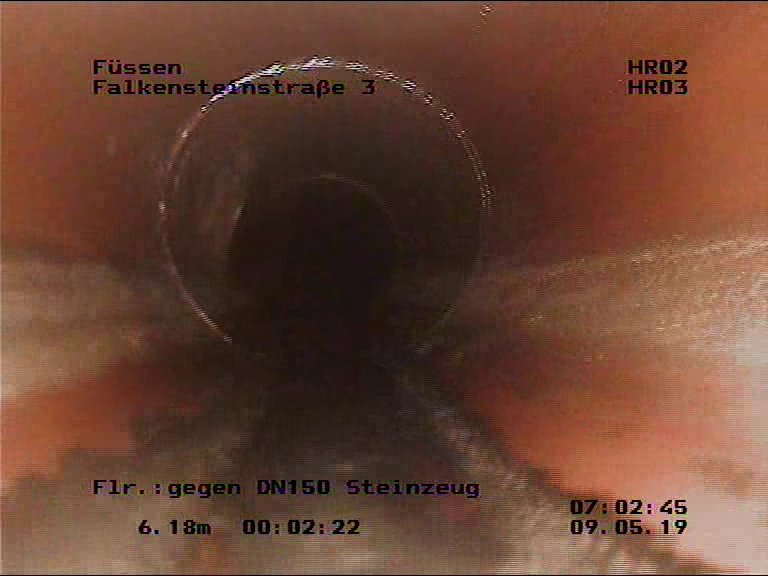 Füssen
Falkensteinstraße 3
HR02
HR03
Flr.:gegen DN150 Steinzeug
6.18m 00:02:22
07:02:45
09.05.19